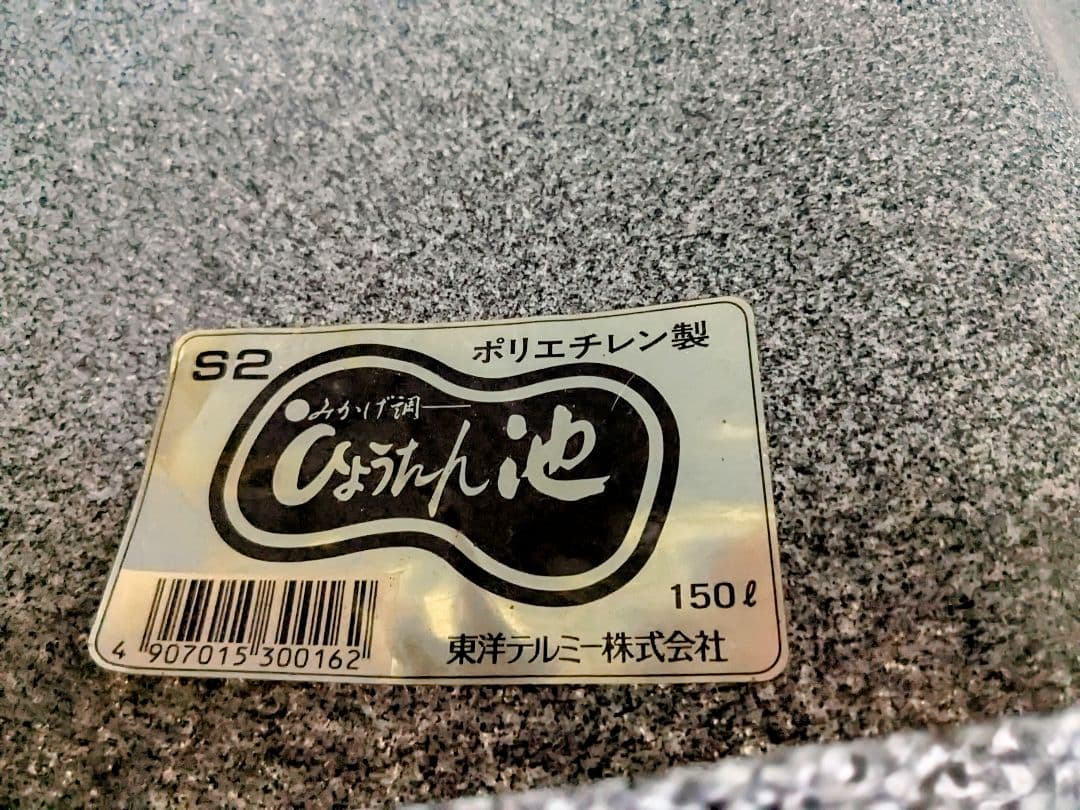 S2
ポリエチレン製
みかげ調
ひょうたん池
150ℓ
4 907015 300162
東洋テルミー株式会社